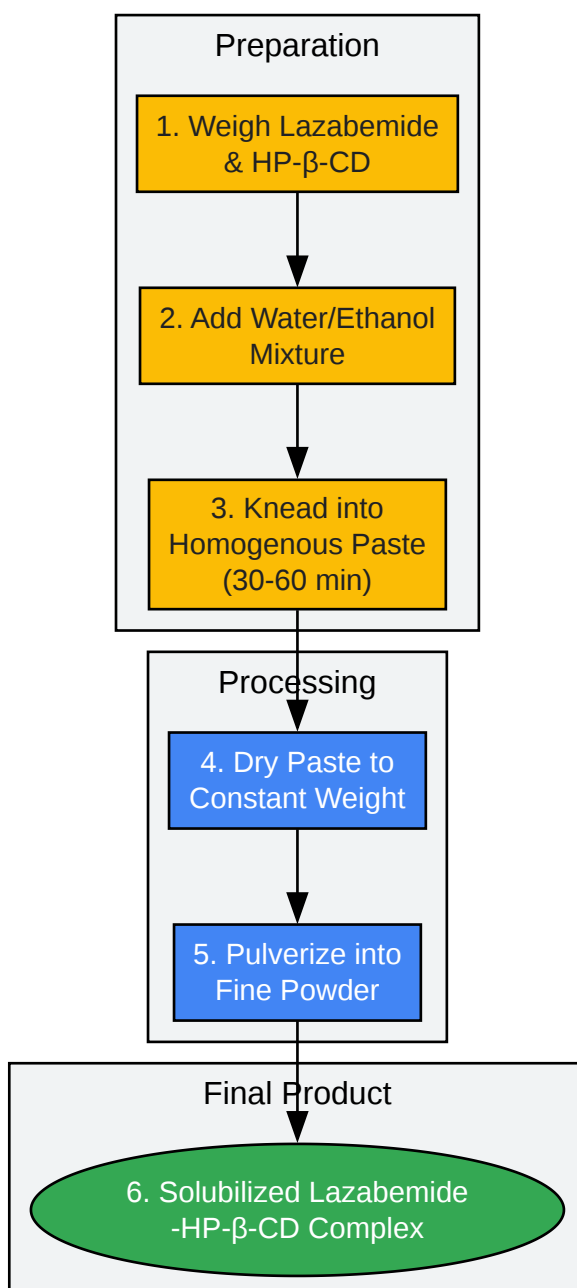 Preparation
1. Weigh Lazabemide
& HP-β-CD
2. Add Water/Ethanol
Mixture
3. Knead into
Homogenous Paste
(30-60 min)
Processing
4. Dry Paste to
Constant Weight
5. Pulverize into
Fine Powder
Final Product
6. Solubilized Lazabemide
-HP-β-CD Complex